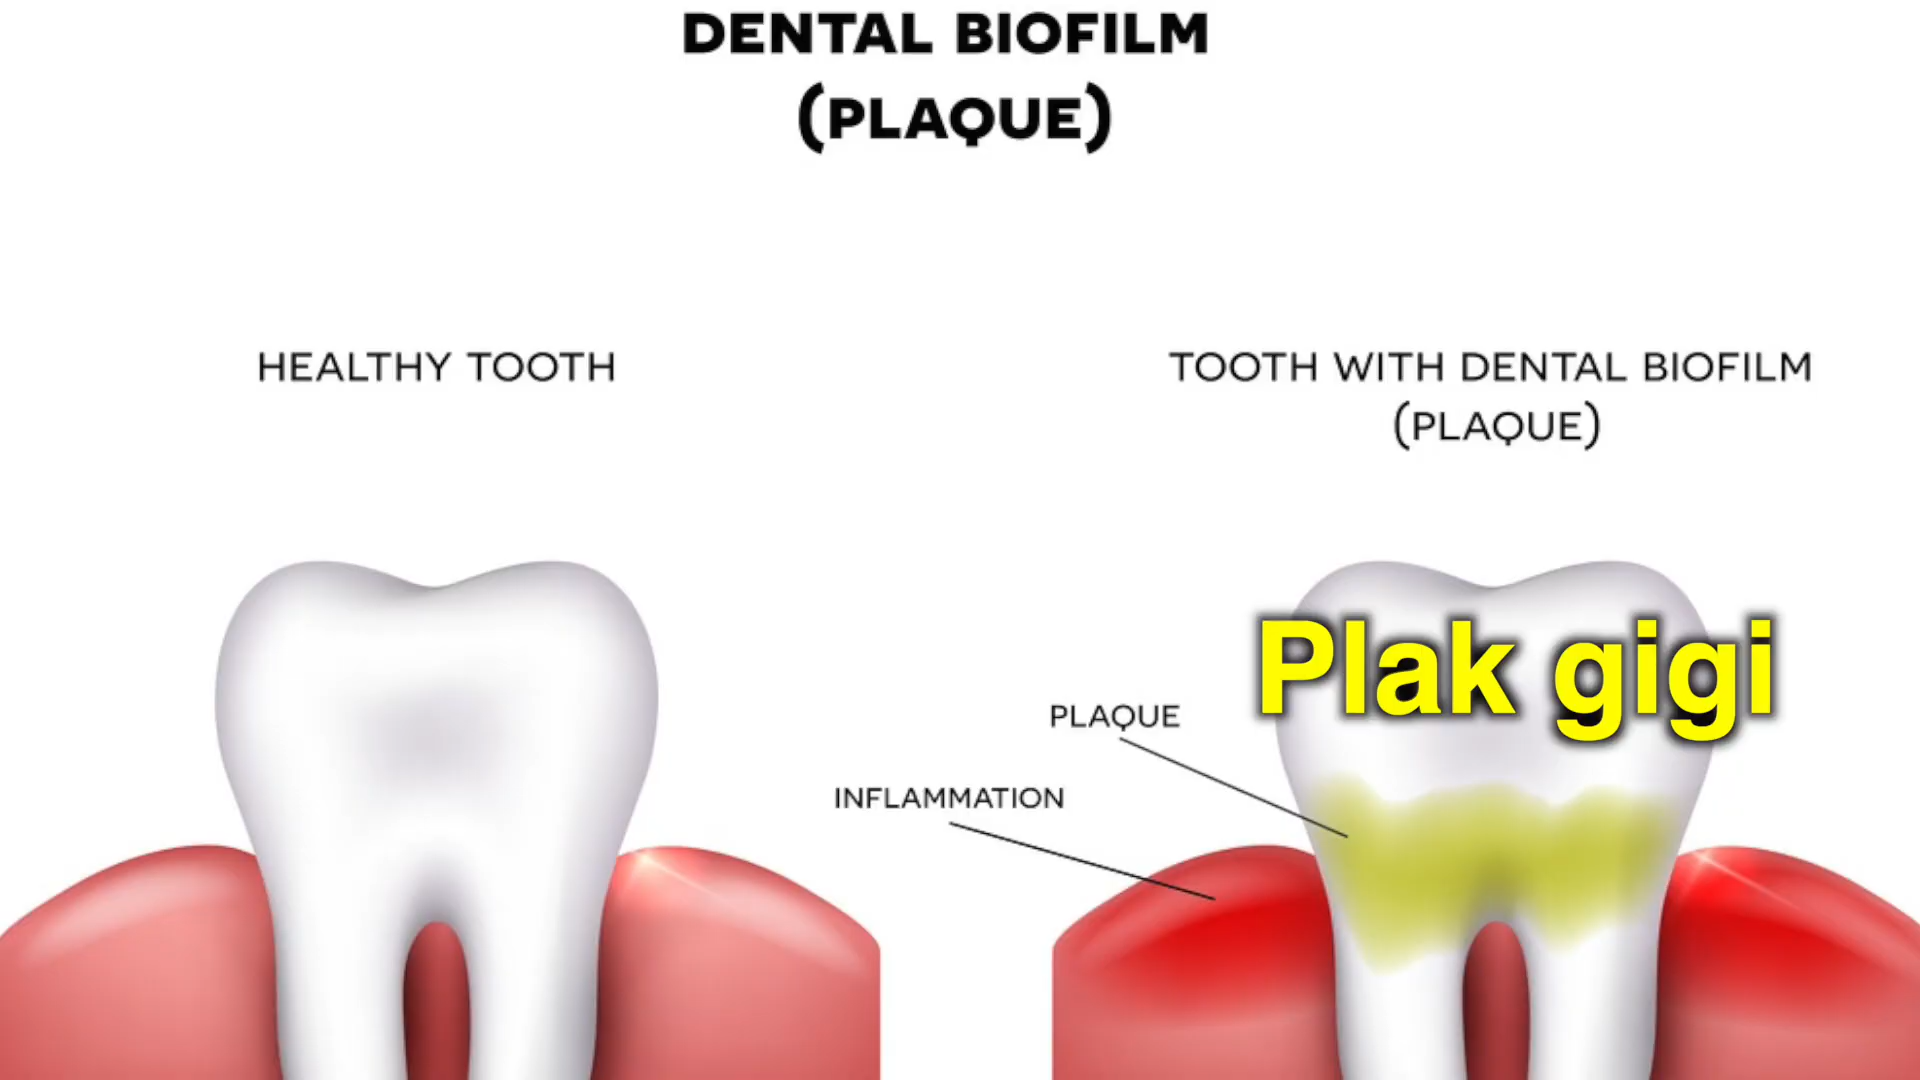 DENTAL BIOFILM
(PLAQUE)
HEALTHY TOOTH
TOOTH WITH DENTAL BIOFILM
(PLAQUE)
Plak gigi
PLAQUE
INFLAMMATION